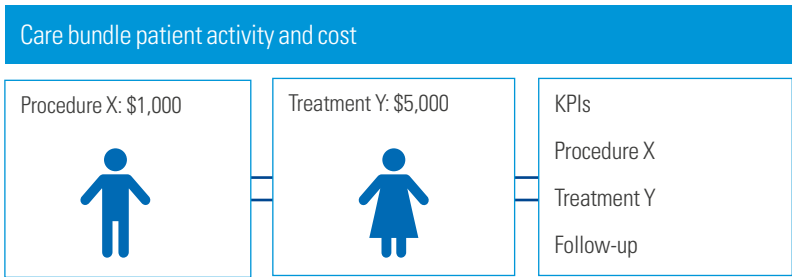 Care bundle patient activity and cost
Procedure X: $1,000
Treatment Y: $5,000
KPIs
Procedure X
Treatment Y
Follow-up